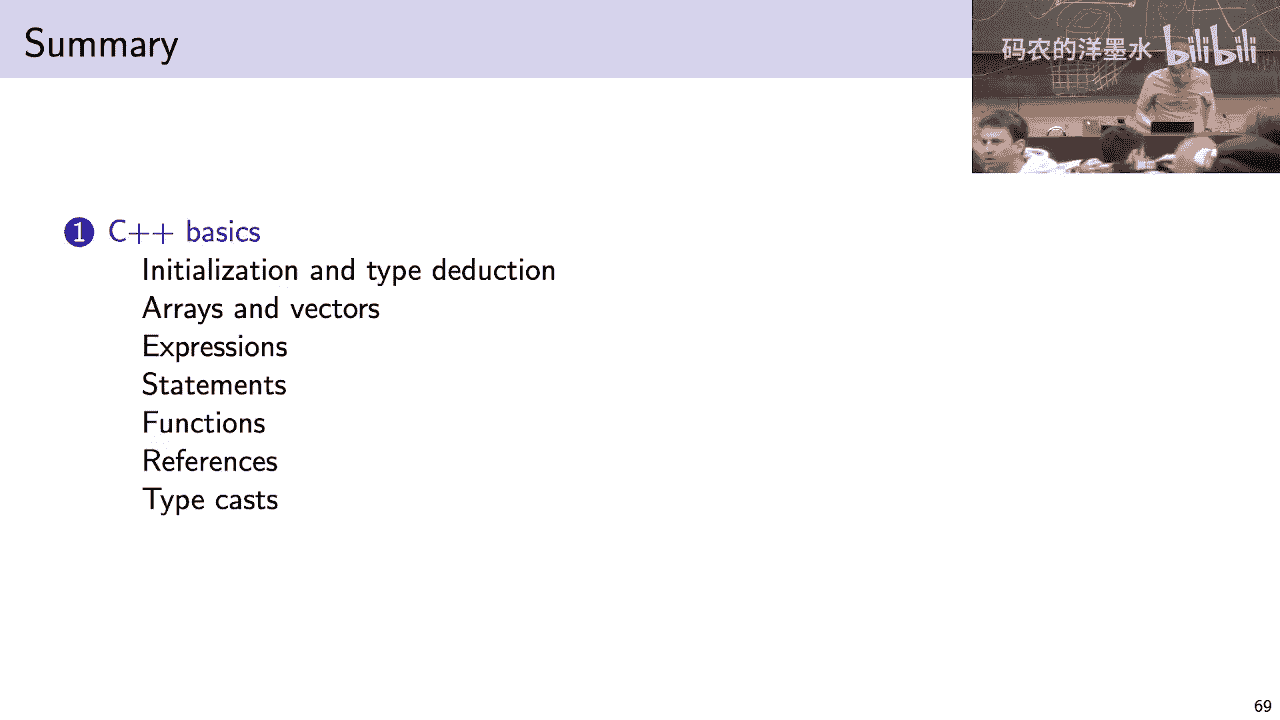 Summary
码农的洋墨水 bilibili
1 C++ basics
Initialization and type deduction
Arrays and vectors
Expressions
Statements
Functions
References
Type casts
69